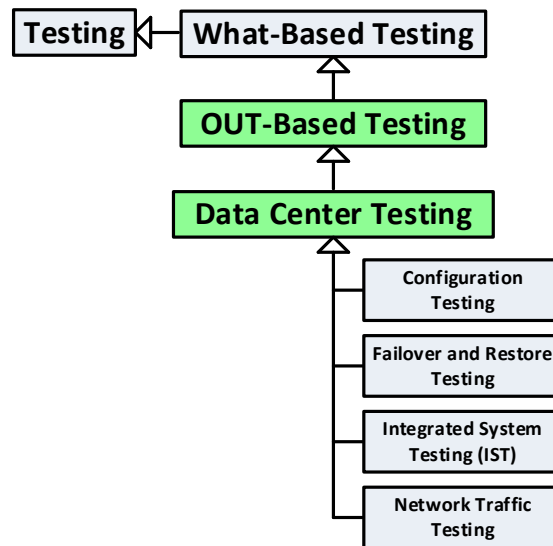 Testing
What-Based Testing
OUT-Based Testing
Data Center Testing
Configuration
Testing
Failover and Restore
Testing
Integrated System
Testing (IST)
Network Traffic
Testing